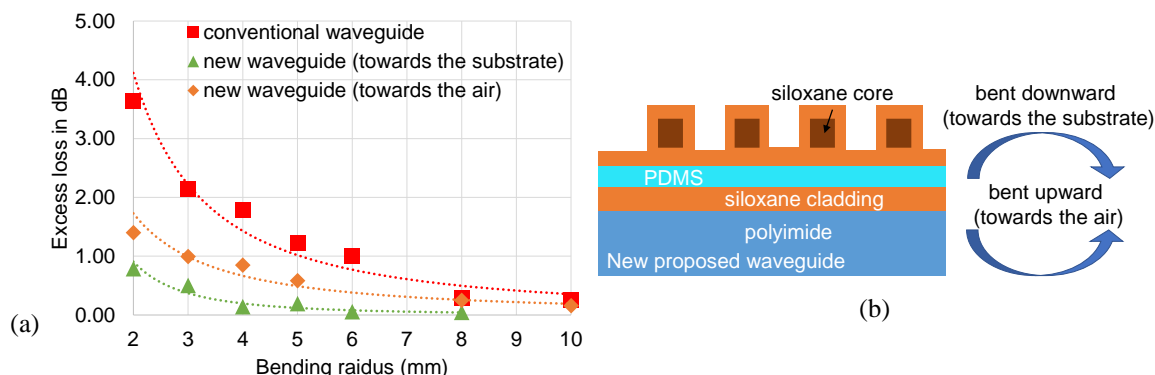 5.00
4.00
3.00
2.00
1.00
0.00
Excess loss in dB
conventional waveguide
new waveguide (towards the substrate)
new waveguide (towards the air)
2 3 4 5 6 7 8 9 10
Bending raidus (mm)
(a)
siloxane core
PDMS
siloxane cladding
polyimide
New proposed waveguide
bent downward
(towards the substrate)
bent upward
(towards the air)
(b)